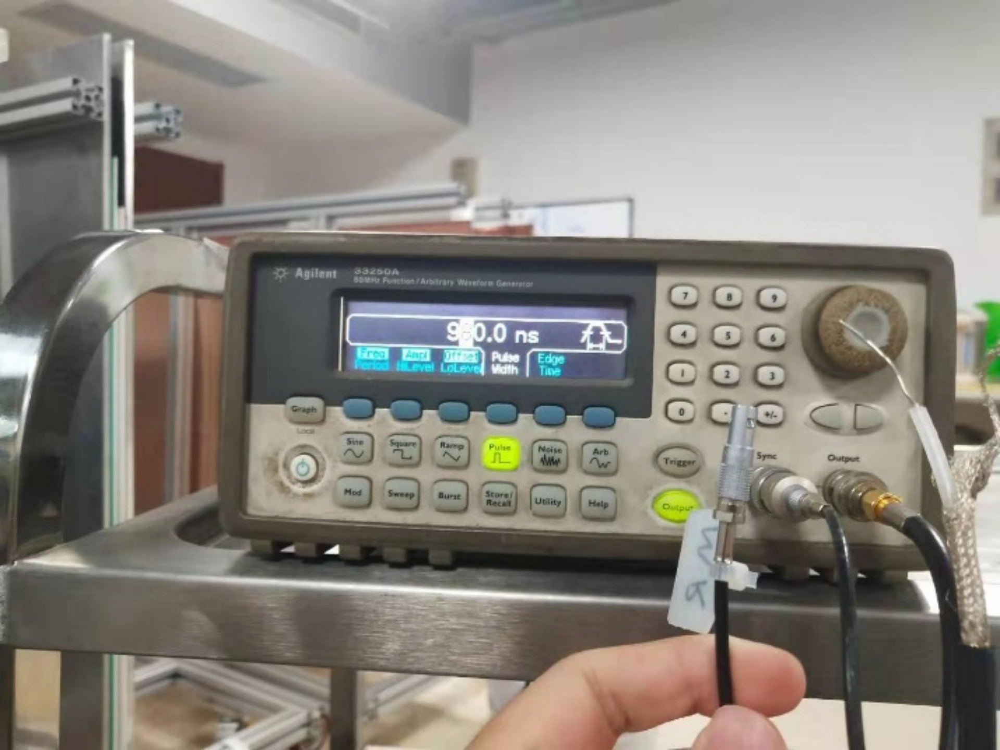 Agilent 33250A
80MHz Function / Arbitrary Waveform Generator
980.0 ns
Freq Ampl Offset Pulse Edge
Period HiLevel LoLevel Width Time
7 8 9
4 5 6
1 2 3
0 . +/-
Graph
Local
Sine Square Ramp Pulse Noise Arb
Trigger Sync Output
Mod Sweep Burst Store/
Recall Utility Help
Output